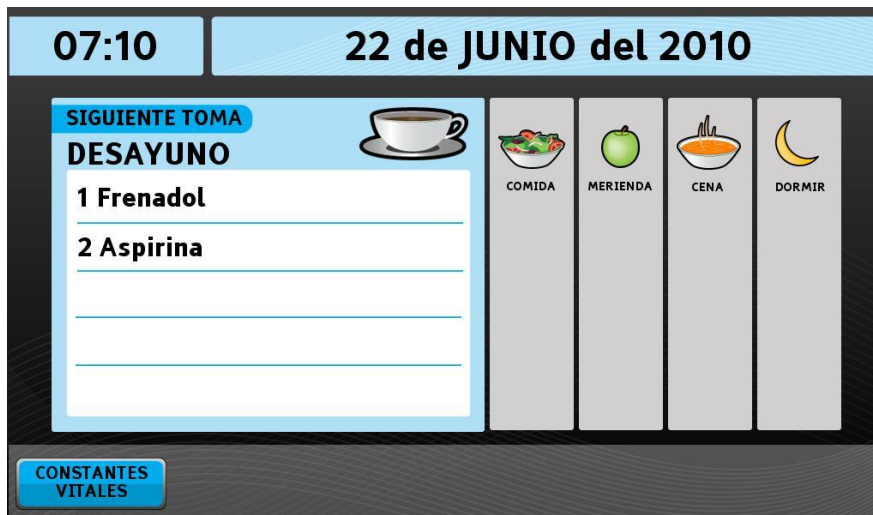 07:10
22 de JUNIO del 2010
SIGUIENTE TOMA
DESAYUNO
1 Frenadol
2 Aspirina
COMIDA
MERIENDA
CENA
DORMIR
CONSTANTES
VITALES